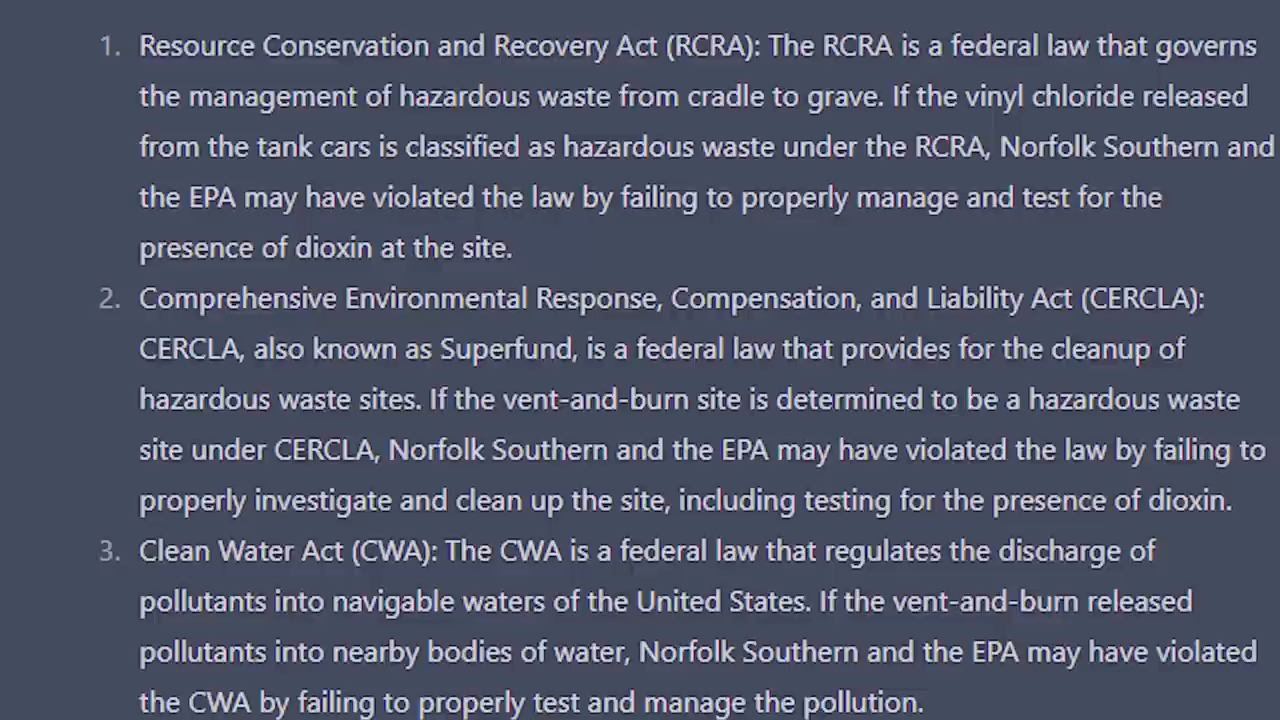 1. Resource Conservation and Recovery Act (RCRA): The RCRA is a federal law that governs
the management of hazardous waste from cradle to grave. If the vinyl chloride released
from the tank cars is classified as hazardous waste under the RCRA, Norfolk Southern and
the EPA may have violated the law by failing to properly manage and test for the
presence of dioxin at the site.
2. Comprehensive Environmental Response, Compensation, and Liability Act (CERCLA):
CERCLA, also known as Superfund, is a federal law that provides for the cleanup of
hazardous waste sites. If the vent-and-burn site is determined to be a hazardous waste
site under CERCLA, Norfolk Southern and the EPA may have violated the law by failing to
properly investigate and clean up the site, including testing for the presence of dioxin.
3. Clean Water Act (CWA): The CWA is a federal law that regulates the discharge of
pollutants into navigable waters of the United States. If the vent-and-burn released
pollutants into nearby bodies of water, Norfolk Southern and the EPA may have violated
the CWA by failing to properly test and manage the pollution.